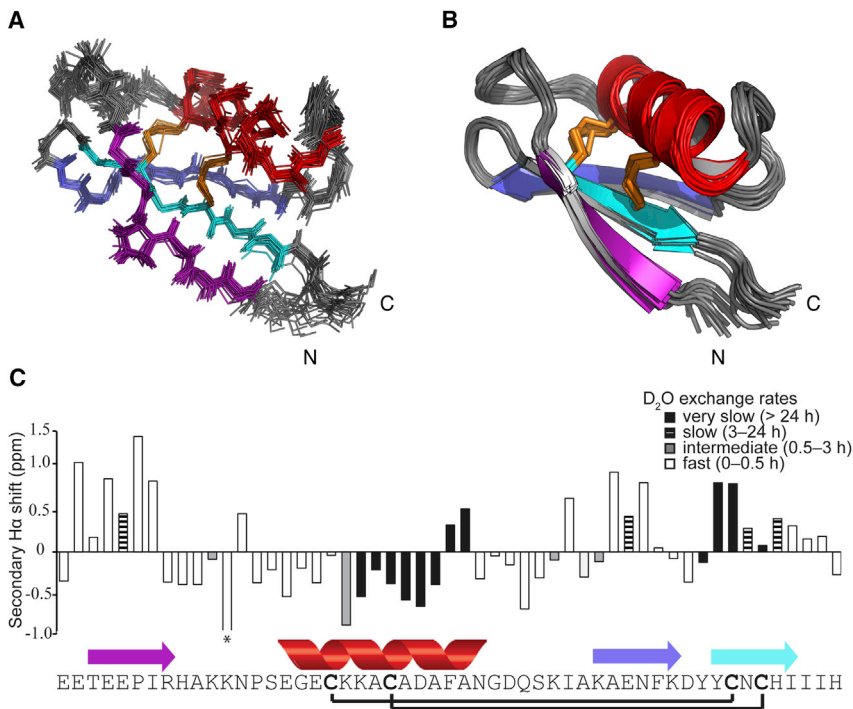 A
B
C
N
C
N
C
D2O exchange rates
very slow (> 24 h)
slow (3–24 h)
intermediate (0.5–3 h)
fast (0–0.5 h)
Secondary Hα shift (ppm)
1.5
1.0
0.5
0
-0.5
-1.0
*
EETEEPIRHAKKNPSEGECKKACADAFANGDQSKIAKAENFKDYYCNCHIIIH